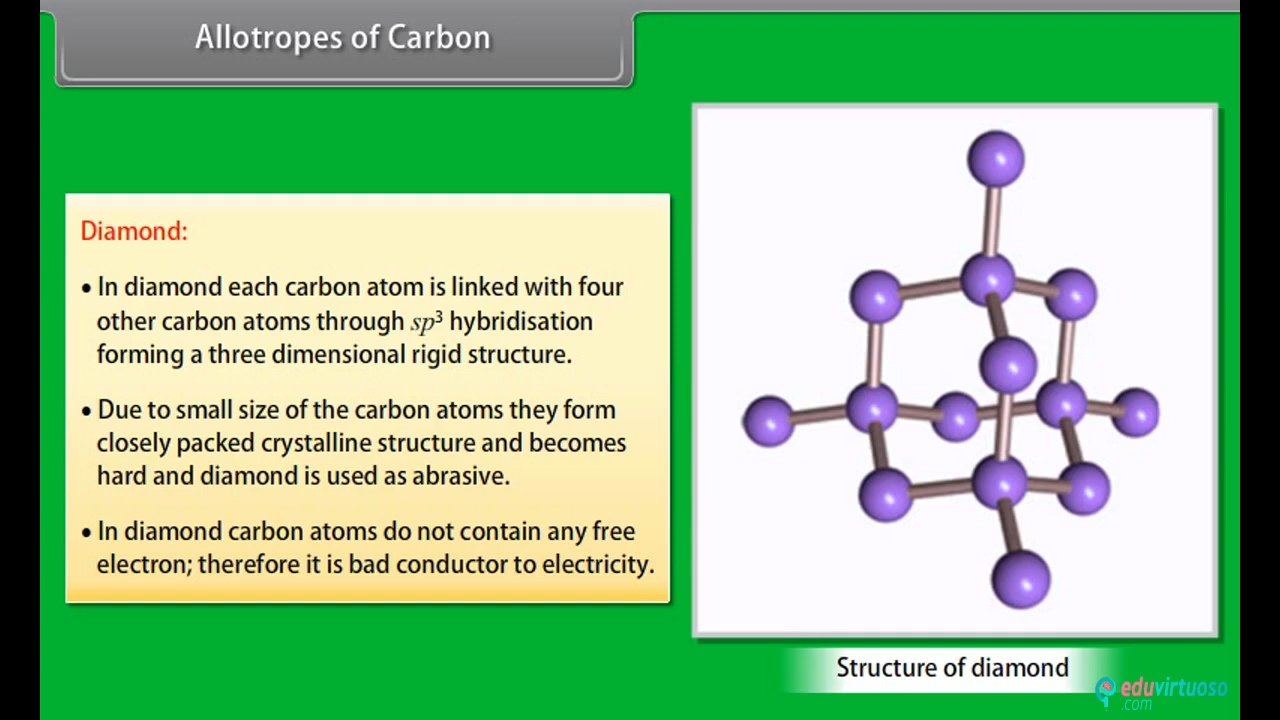 Allotropes of Carbon
Diamond:
• In diamond each carbon atom is linked with four
other carbon atoms through sp³ hybridisation
forming a three dimensional rigid structure.
• Due to small size of the carbon atoms they form
closely packed crystalline structure and becomes
hard and diamond is used as abrasive.
• In diamond carbon atoms do not contain any free
electron; therefore it is bad conductor to electricity.
Structure of diamond
eduvirtuoso
.com